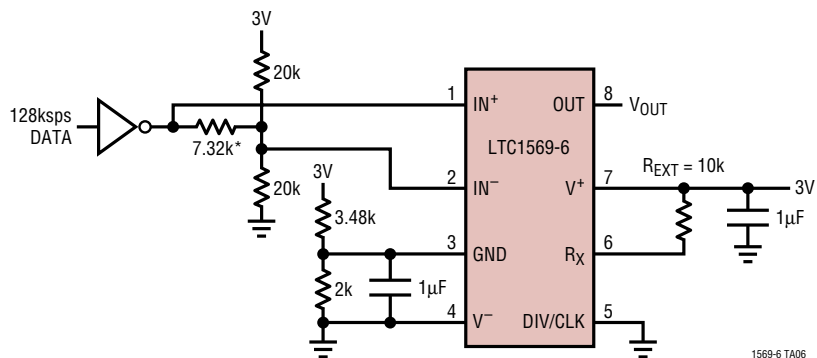 3V
20k
128ksps
DATA
7.32k*
20k
3V
3.48k
2k
1µF
1
IN+
2
IN−
3
GND
4
V−
LTC1569-6
OUT
8
VOUT
V+
7
REXT = 10k
3V
1µF
RX
6
DIV/CLK
5
1569-6 TA06